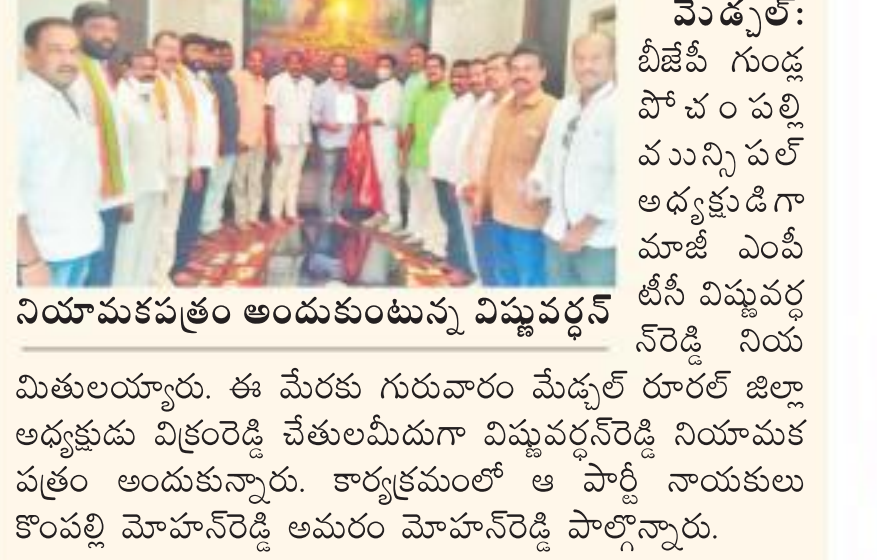 నియామకపత్రం అందుకుంటున్న విష్ణువర్ధన్
మేడ్చల్:
బీజేపీ గుండ్ల
పోచంపల్లి
మున్సిపల్
అధ్యక్షుడిగా
మాజీ ఎంపీ
టీసీ విష్ణువర్ధ
న్‌రెడ్డి నియ
మితులయ్యారు. ఈ మేరకు గురువారం మేడ్చల్ రూరల్ జిల్లా
అధ్యక్షుడు విక్రంరెడ్డి చేతులమీదుగా విష్ణువర్ధన్‌రెడ్డి నియామక
పత్రం అందుకున్నారు. కార్యక్రమంలో ఆ పార్టీ నాయకులు
కొంపల్లి మోహన్‌రెడ్డి అమరం మోహన్‌రెడ్డి పాల్గొన్నారు.